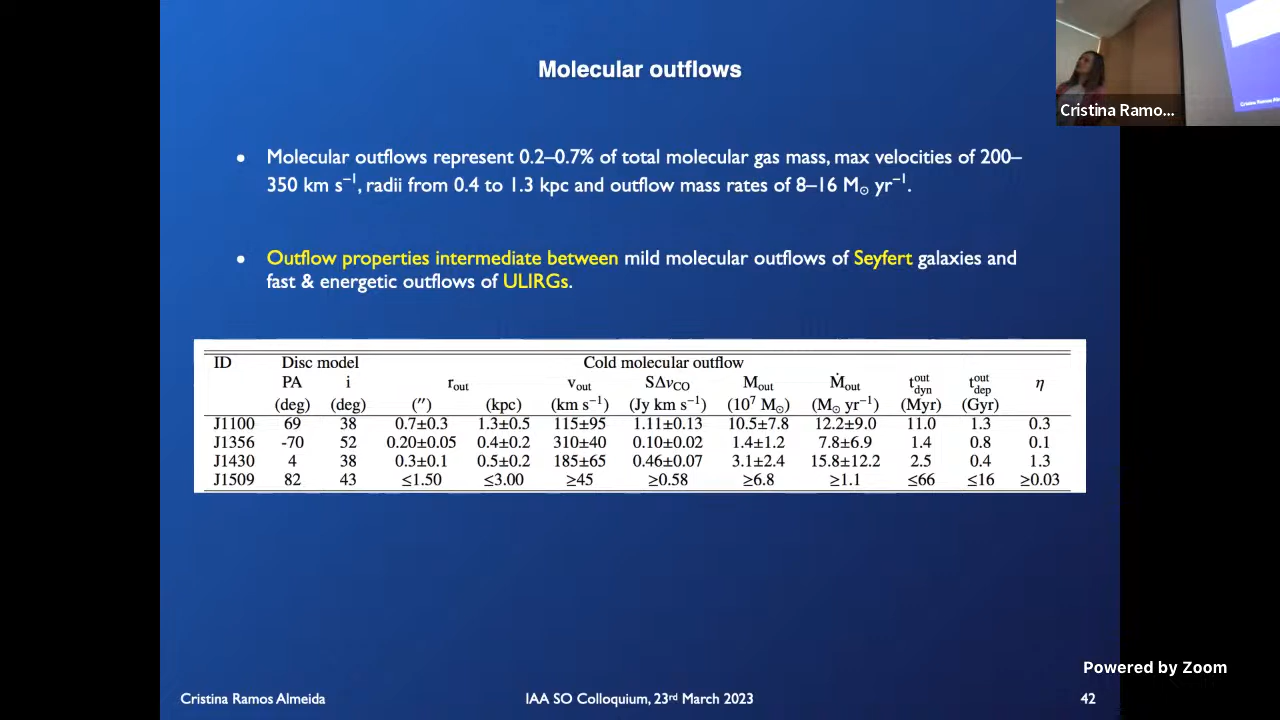 Molecular outflows
Cristina Ramo...
• Molecular outflows represent 0.2–0.7% of total molecular gas mass, max velocities of 200–
350 km s⁻¹, radii from 0.4 to 1.3 kpc and outflow mass rates of 8–16 M☉ yr⁻¹.
• Outflow properties intermediate between mild molecular outflows of Seyfert galaxies and
fast & energetic outflows of ULIRGs.
ID Disc model Cold molecular outflow
PA i r_out v_out SΔv_CO M_out Ṁ_out t_dyn^out t_dep^out η
(deg) (deg) (″) (kpc) (km s⁻¹) (Jy km s⁻¹) (10⁷ M☉) (M☉ yr⁻¹) (Myr) (Gyr)
J1100 69 38 0.7±0.3 1.3±0.5 115±95 1.11±0.13 10.5±7.8 12.2±9.0 11.0 1.3 0.3
J1356 -70 52 0.20±0.05 0.4±0.2 310±40 0.10±0.02 1.4±1.2 7.8±6.9 1.4 0.8 0.1
J1430 4 38 0.3±0.1 0.5±0.2 185±65 0.46±0.07 3.1±2.4 15.8±12.2 2.5 0.4 1.3
J1509 82 43 ≤1.50 ≤3.00 ≥45 ≥0.58 ≥6.8 ≥1.1 ≤66 ≤16 ≥0.03
Powered by Zoom
Cristina Ramos Almeida IAA SO Colloquium, 23rd March 2023 42